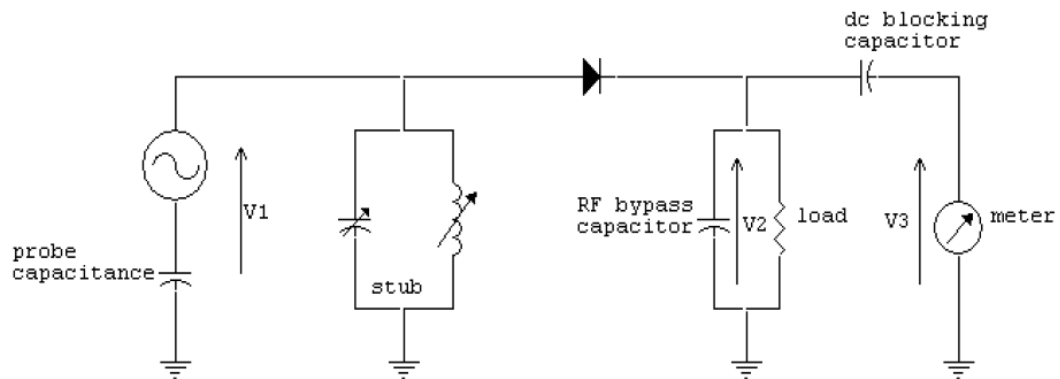 dc blocking
capacitor
V1
probe
capacitance
stub
RF bypass
capacitor
V2
load
V3
meter